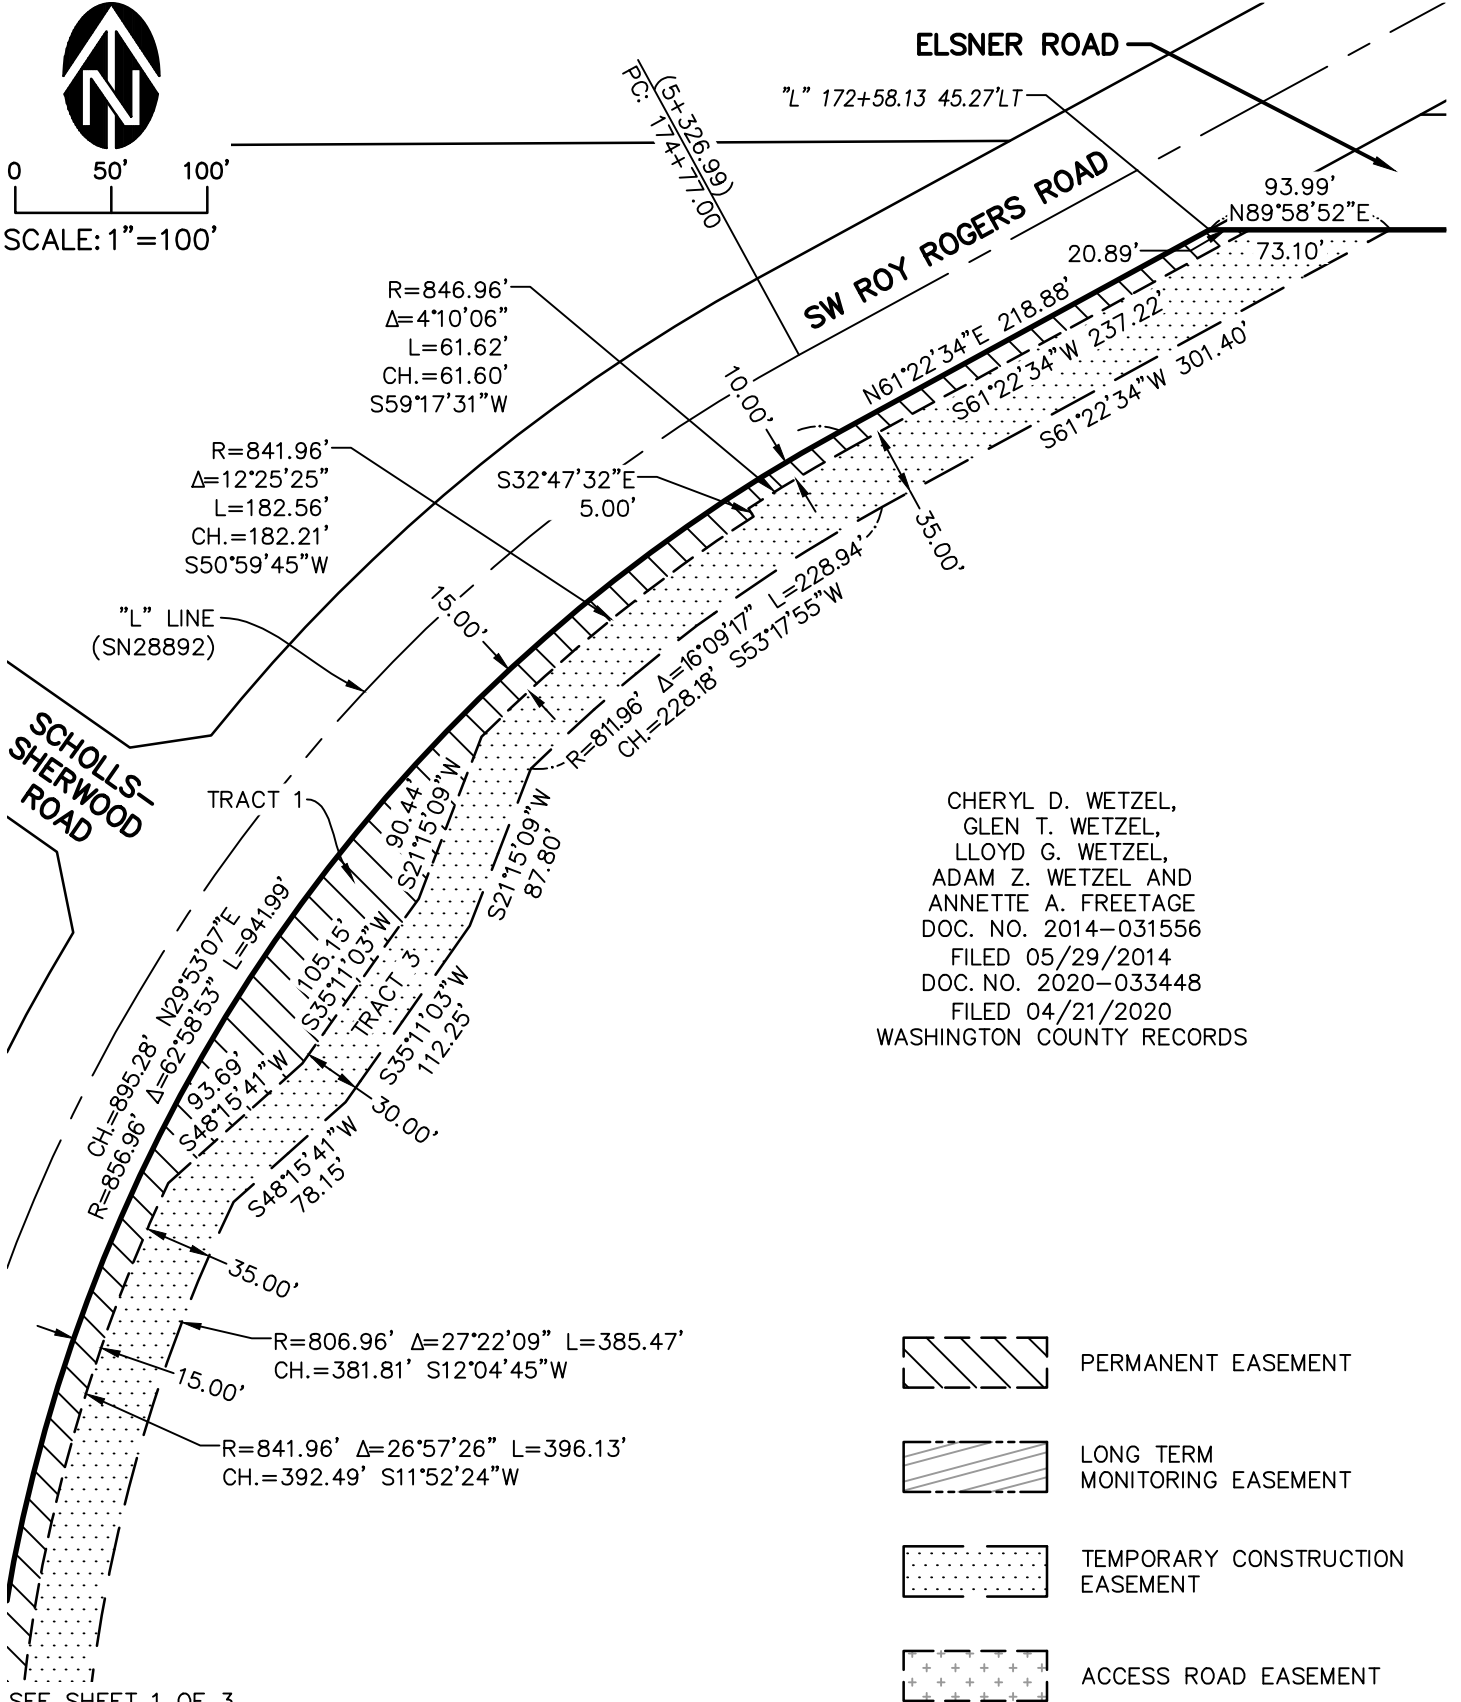 N
0 50' 100'
SCALE: 1"=100'
ELSNER ROAD
"L" 172+58.13 45.27'LT
(5+326.99)
PC: 174+77.00
SW ROY ROGERS ROAD
93.99'
N89°58'52"E
73.10'
20.89'
N61°22'34"E 218.88'
S61°22'34"W 237.22'
S61°22'34"W 301.40'
R=846.96'
Δ=4°10'06"
L=61.62'
CH.=61.60'
S59°17'31"W
10.00'
R=841.96'
Δ=12°25'25"
L=182.56'
CH.=182.21'
S50°59'45"W
S32°47'32"E
5.00'
35.00'
"L" LINE
(SN28892)
15.00'
R=811.96' Δ=16°09'17" L=228.94'
CH.=228.18' S53°17'55"W
SCHOLLS-
SHERWOOD
ROAD
TRACT 1
90.44'
S21°15'09"W
S21°15'09"W
87.80'
CHERYL D. WETZEL,
GLEN T. WETZEL,
LLOYD G. WETZEL,
ADAM Z. WETZEL AND
ANNETTE A. FREETAGE
DOC. NO. 2014-031556
FILED 05/29/2014
DOC. NO. 2020-033448
FILED 04/21/2020
WASHINGTON COUNTY RECORDS
CH.=895.28' N29°53'07"E
R=856.96' Δ=62°58'53" L=941.99'
105.15'
S35°11'03"W
TRACT 3
S35°11'03"W
112.25'
93.69'
S48°15'41"W
30.00'
S48°15'41"W
78.15'
35.00'
R=806.96' Δ=27°22'09" L=385.47'
CH.=381.81' S12°04'45"W
15.00'
R=841.96' Δ=26°57'26" L=396.13'
CH.=392.49' S11°52'24"W
PERMANENT EASEMENT
LONG TERM
MONITORING EASEMENT
TEMPORARY CONSTRUCTION
EASEMENT
ACCESS ROAD EASEMENT
SEE SHEET 1 OF 3